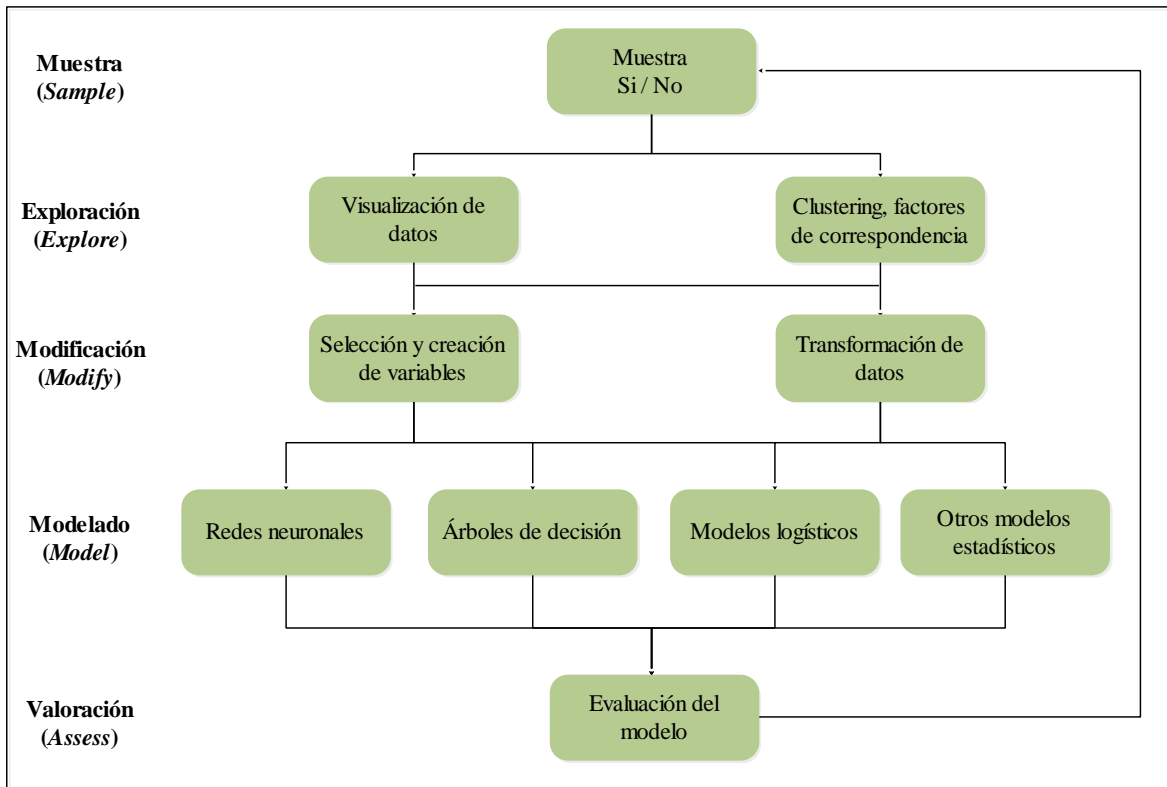 Muestra
(Sample)
Muestra
Si / No
Exploración
(Explore)
Visualización de
datos
Clustering, factores
de correspondencia
Modificación
(Modify)
Selección y creación
de variables
Transformación de
datos
Modelado
(Model)
Redes neuronales
Árboles de decisión
Modelos logísticos
Otros modelos
estadísticos
Valoración
(Assess)
Evaluación del
modelo